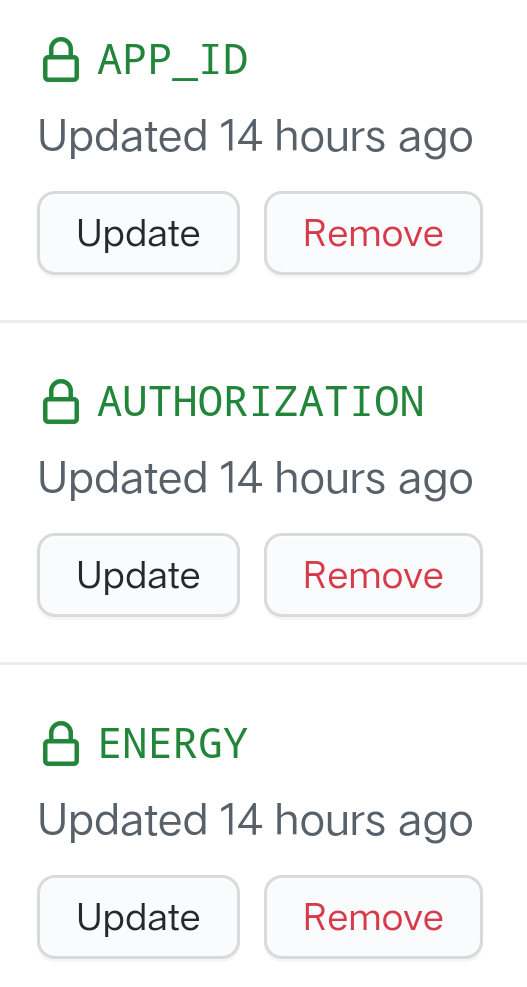 APP_ID
Updated 14 hours ago
Update Remove
AUTHORIZATION
Updated 14 hours ago
Update Remove
ENERGY
Updated 14 hours ago
Update Remove